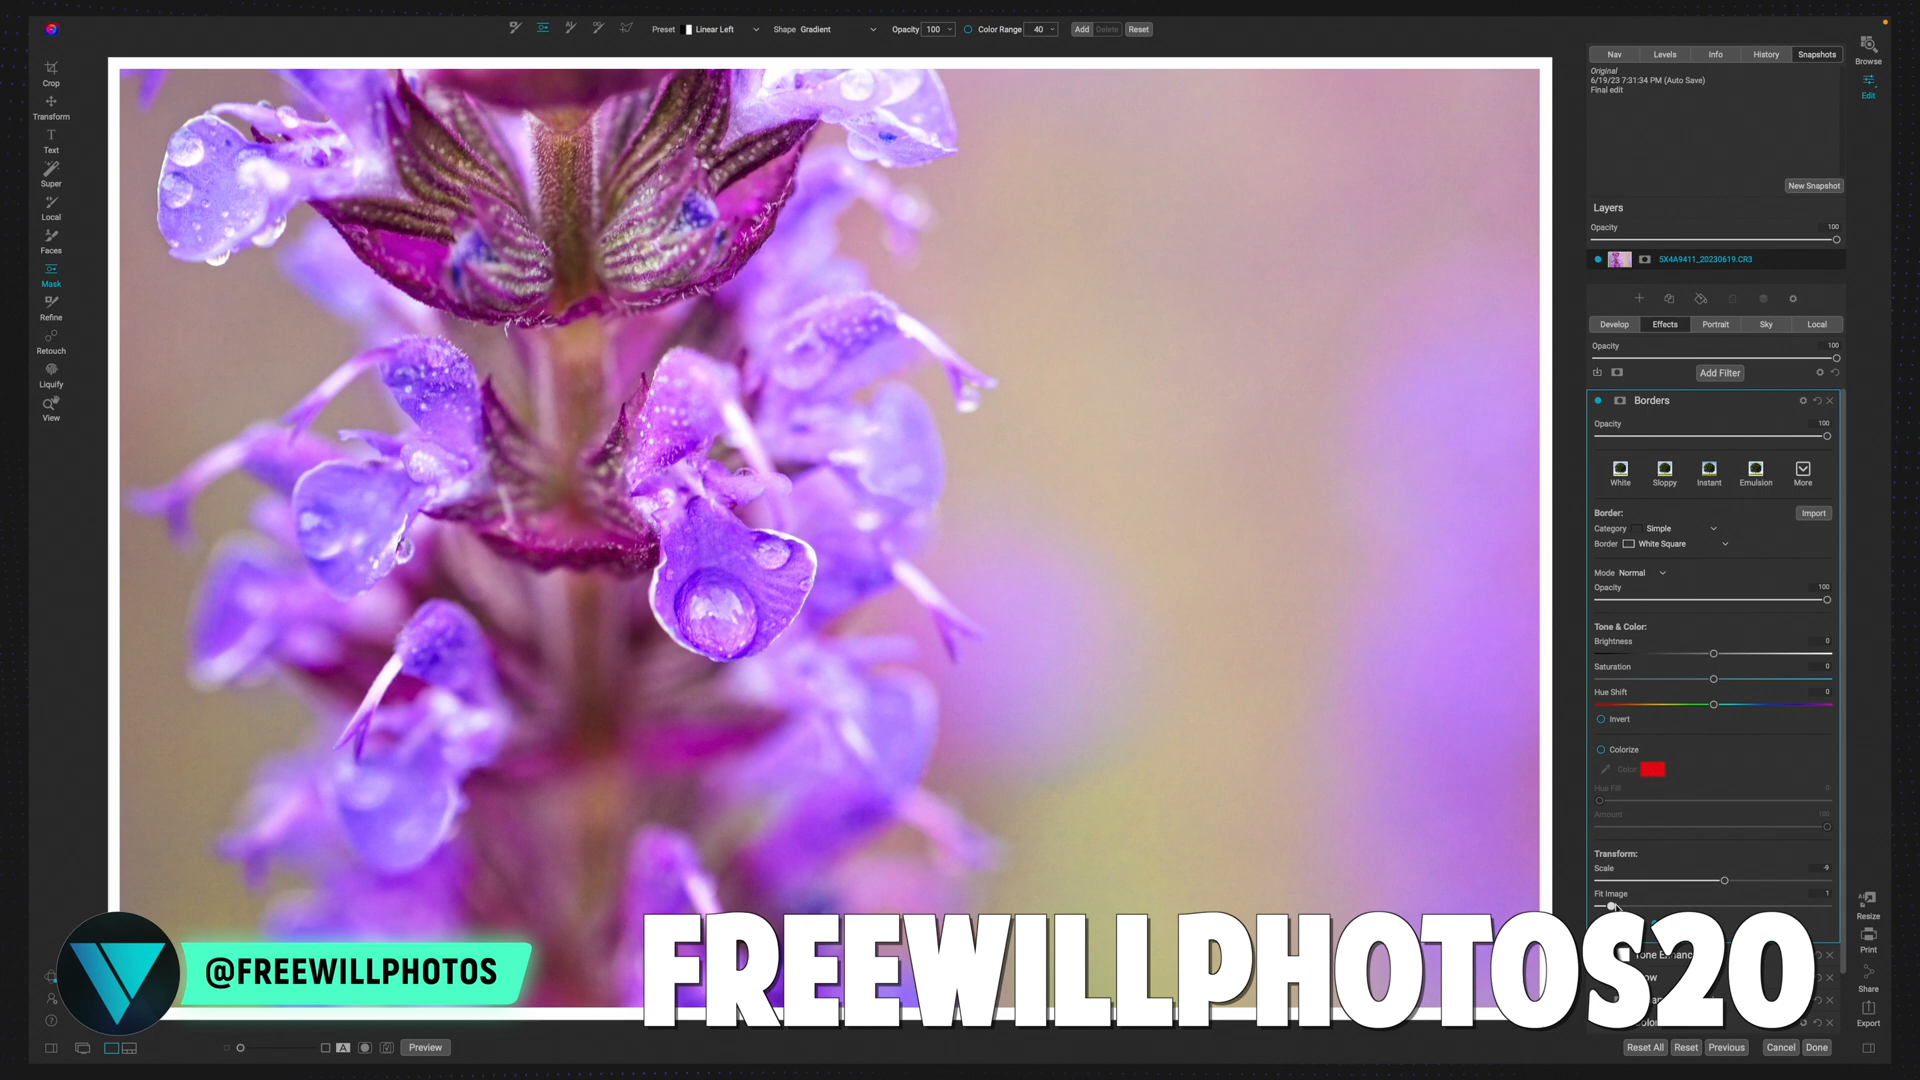 Preset Linear Left Shape Gradient Opacity 100 Color Range 40 Add Delete Reset
Crop
Transform
Text
Super
Local
Faces
Mask
Refine
Retouch
Liquify
View
Nav Levels Info History Snapshots
Original
6/19/23 7:31:34 PM (Auto Save)
Final edit
New Snapshot
Browse
Edit
Layers
Opacity 100
5X4A9411_20230619.CR3
Develop Effects Portrait Sky Local
Opacity 100
Add Filter
Borders
Opacity 100
White Sloppy Instant Emulsion More
Border: Import
Category Simple
Border White Square
Mode Normal
Opacity 100
Tone & Color:
Brightness 0
Saturation 0
Hue Shift 0
Invert
Colorize
Color
Hue Fill 0
Amount 100
Transform:
Scale -9
Fit Image 1
Resize
Print
Share
Export
@FREEWILLPHOTOS
FREEWILLPHOTOS20
A Preview
Reset All Reset Previous Cancel Done